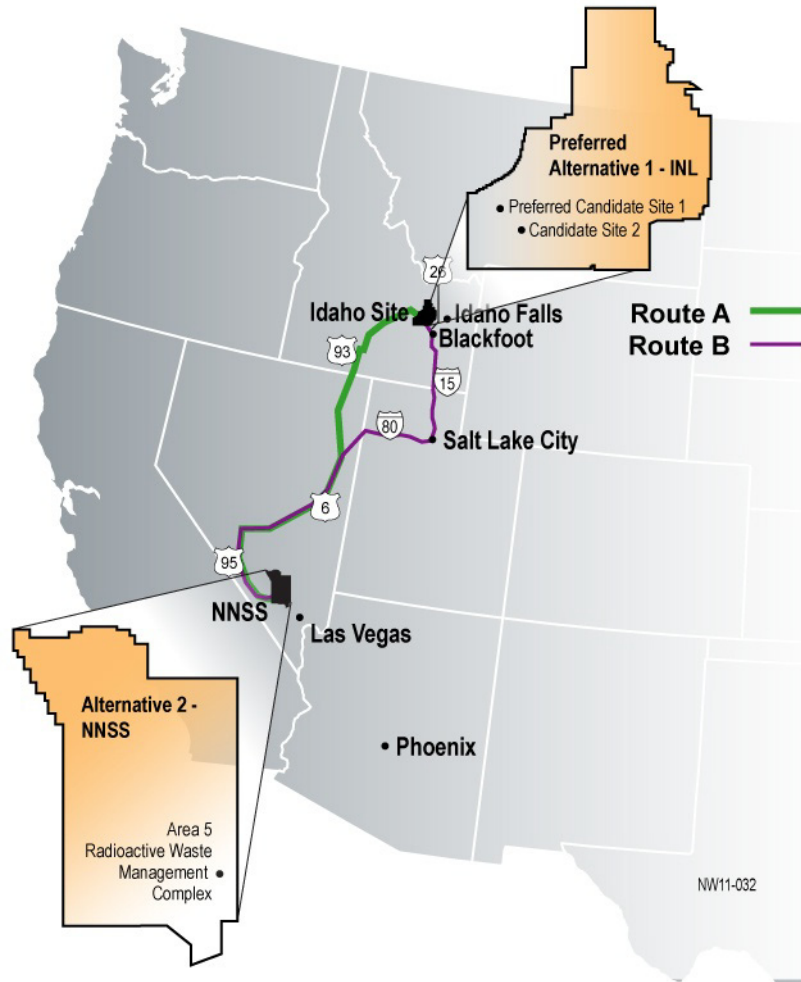 Preferred
Alternative 1 - INL
Preferred Candidate Site 1
Candidate Site 2
26
Idaho Site
Idaho Falls
Blackfoot
Route A
Route B
93
15
80
Salt Lake City
6
95
NNSS
Las Vegas
Alternative 2 -
NNSS
Phoenix
Area 5
Radioactive Waste
Management
Complex
NW11-032